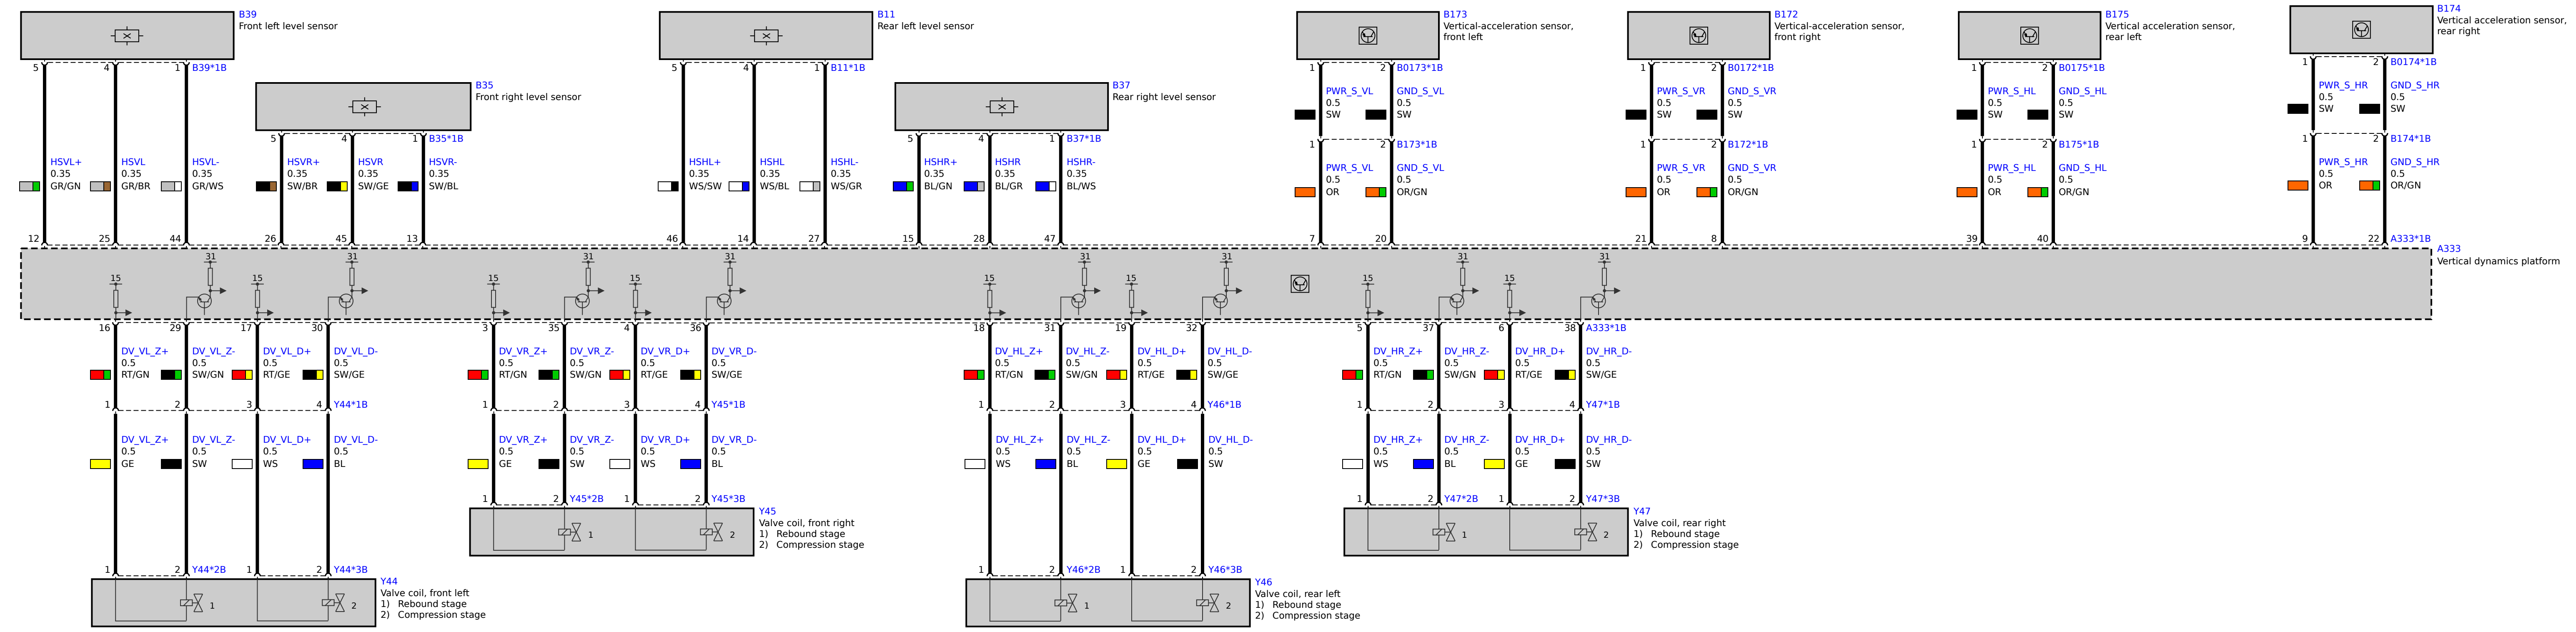 B39
Front left level sensor
B11
Rear left level sensor
B173
Vertical-acceleration sensor,
front left
B172
Vertical-acceleration sensor,
front right
B175
Vertical acceleration sensor,
rear left
B174
Vertical acceleration sensor,
rear right
5 4 1 B39*1B
5 4 1 B11*1B
1 2 B0173*1B
1 2 B0172*1B
1 2 B0175*1B
1 2 B0174*1B
B35
Front right level sensor
B37
Rear right level sensor
PWR_S_VL GND_S_VL
0.5 0.5
SW SW
PWR_S_VR GND_S_VR
0.5 0.5
SW SW
PWR_S_HL GND_S_HL
0.5 0.5
SW SW
PWR_S_HR GND_S_HR
0.5 0.5
SW SW
5 4 1 B35*1B
5 4 1 B37*1B
1 2 B173*1B
1 2 B172*1B
1 2 B175*1B
1 2 B174*1B
HSVL+ HSVL HSVL-
0.35 0.35 0.35
GR/GN GR/BR GR/WS
HSVR+ HSVR HSVR-
0.35 0.35 0.35
SW/BR SW/GE SW/BL
HSHL+ HSHL HSHL-
0.35 0.35 0.35
WS/SW WS/BL WS/GR
HSHR+ HSHR HSHR-
0.35 0.35 0.35
BL/GN BL/GR BL/WS
PWR_S_VL GND_S_VL
0.5 0.5
OR OR/GN
PWR_S_VR GND_S_VR
0.5 0.5
OR OR/GN
PWR_S_HL GND_S_HL
0.5 0.5
OR OR/GN
PWR_S_HR GND_S_HR
0.5 0.5
OR OR/GN
12 25 44 26 45 13 46 14 27 15 28 47 7 20 21 8 39 40 9 22 A333*1B
A333
Vertical dynamics platform
31 31 31 31 31 31 31 31
15 15 15 15 15 15 15 15
16 29 17 30 3 35 4 36 18 31 19 32 5 37 6 38 A333*1B
DV_VL_Z+ DV_VL_Z- DV_VL_D+ DV_VL_D-
0.5 0.5 0.5 0.5
RT/GN SW/GN RT/GE SW/GE
DV_VR_Z+ DV_VR_Z- DV_VR_D+ DV_VR_D-
0.5 0.5 0.5 0.5
RT/GN SW/GN RT/GE SW/GE
DV_HL_Z+ DV_HL_Z- DV_HL_D+ DV_HL_D-
0.5 0.5 0.5 0.5
RT/GN SW/GN RT/GE SW/GE
DV_HR_Z+ DV_HR_Z- DV_HR_D+ DV_HR_D-
0.5 0.5 0.5 0.5
RT/GN SW/GN RT/GE SW/GE
1 2 3 4 Y44*1B
1 2 3 4 Y45*1B
1 2 3 4 Y46*1B
1 2 3 4 Y47*1B
DV_VL_Z+ DV_VL_Z- DV_VL_D+ DV_VL_D-
0.5 0.5 0.5 0.5
GE SW WS BL
DV_VR_Z+ DV_VR_Z- DV_VR_D+ DV_VR_D-
0.5 0.5 0.5 0.5
GE SW WS BL
DV_HL_Z+ DV_HL_Z- DV_HL_D+ DV_HL_D-
0.5 0.5 0.5 0.5
WS BL GE SW
DV_HR_Z+ DV_HR_Z- DV_HR_D+ DV_HR_D-
0.5 0.5 0.5 0.5
WS BL GE SW
1 2 Y45*2B 1 2 Y45*3B
1 2 Y47*2B 1 2 Y47*3B
Y45
Valve coil, front right
1) Rebound stage
2) Compression stage
1 2
Y47
Valve coil, rear right
1) Rebound stage
2) Compression stage
1 2
1 2 Y44*2B 1 2 Y44*3B
1 2 Y46*2B 1 2 Y46*3B
Y44
Valve coil, front left
1) Rebound stage
2) Compression stage
1 2
Y46
Valve coil, rear left
1) Rebound stage
2) Compression stage
1 2